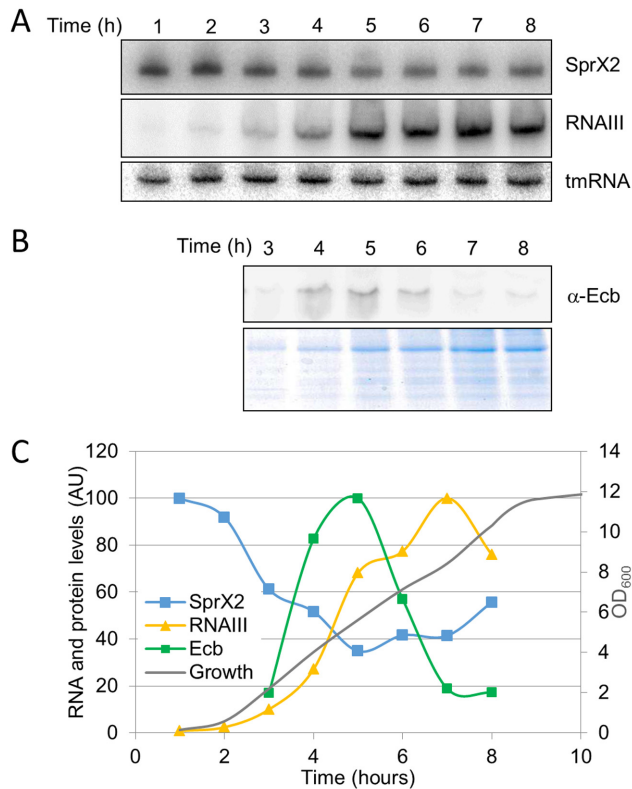 A
Time (h) 1 2 3 4 5 6 7 8
SprX2
RNAIII
tmRNA
B
Time (h) 3 4 5 6 7 8
α-Ecb
C
RNA and protein levels (AU)
120
100
80
60
40
20
0
SprX2
RNAIII
Ecb
Growth
14
12
10
8
6
4
2
0
OD600
0 2 4 6 8 10
Time (hours)